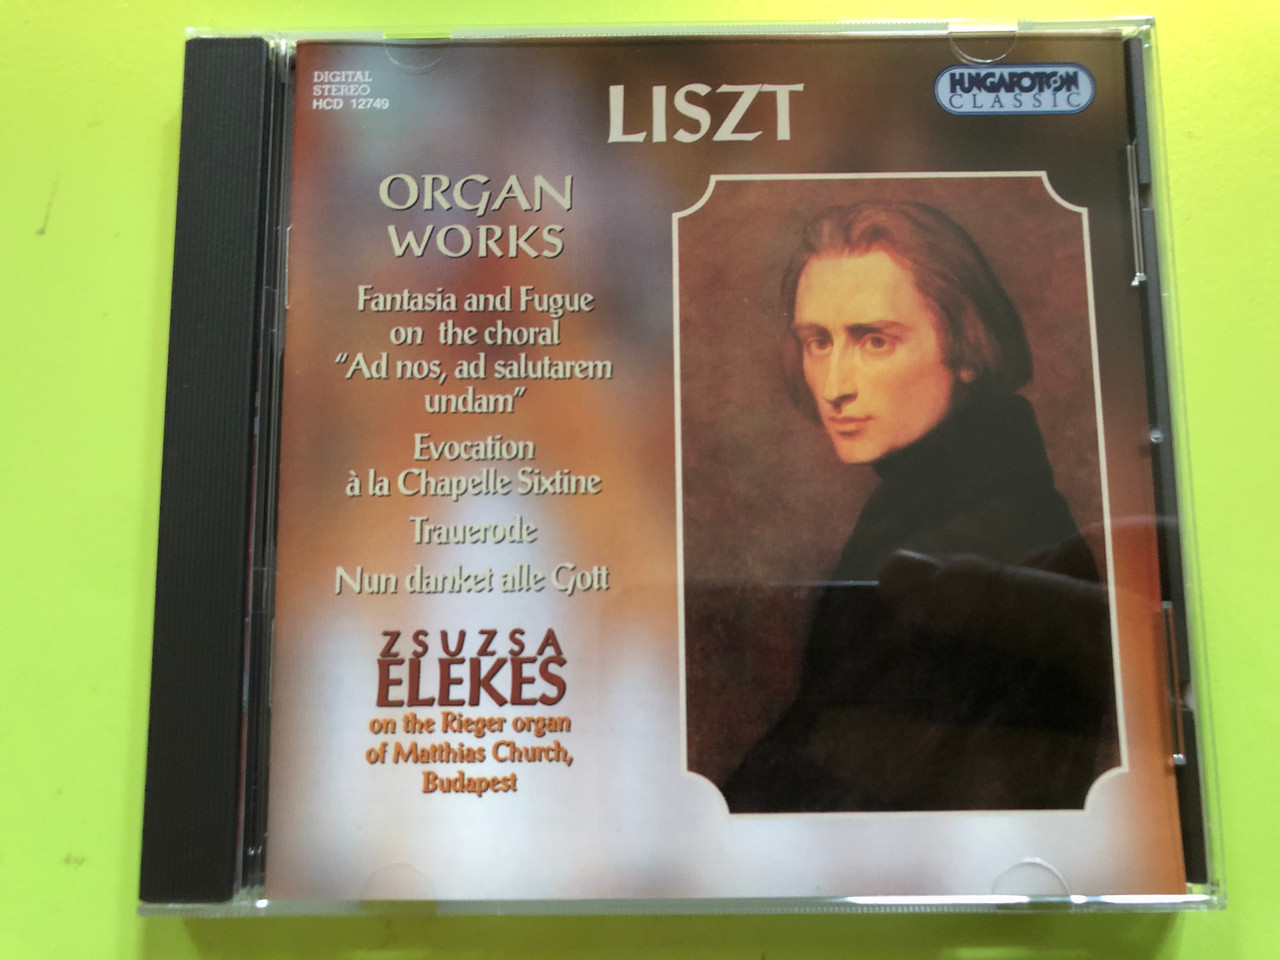 DIGITAL
STEREO
HCD 12749
LISZT
HUNGAROTON
CLASSIC
ORGAN
WORKS
Fantasia and Fugue
on the choral
"Ad nos, ad salutarem
undam"
Evocation
à la Chapelle Sixtine
Trauerode
Nun danket alle Gott
ZSUZSA
ELEKES
on the Rieger organ
of Matthias Church,
Budapest